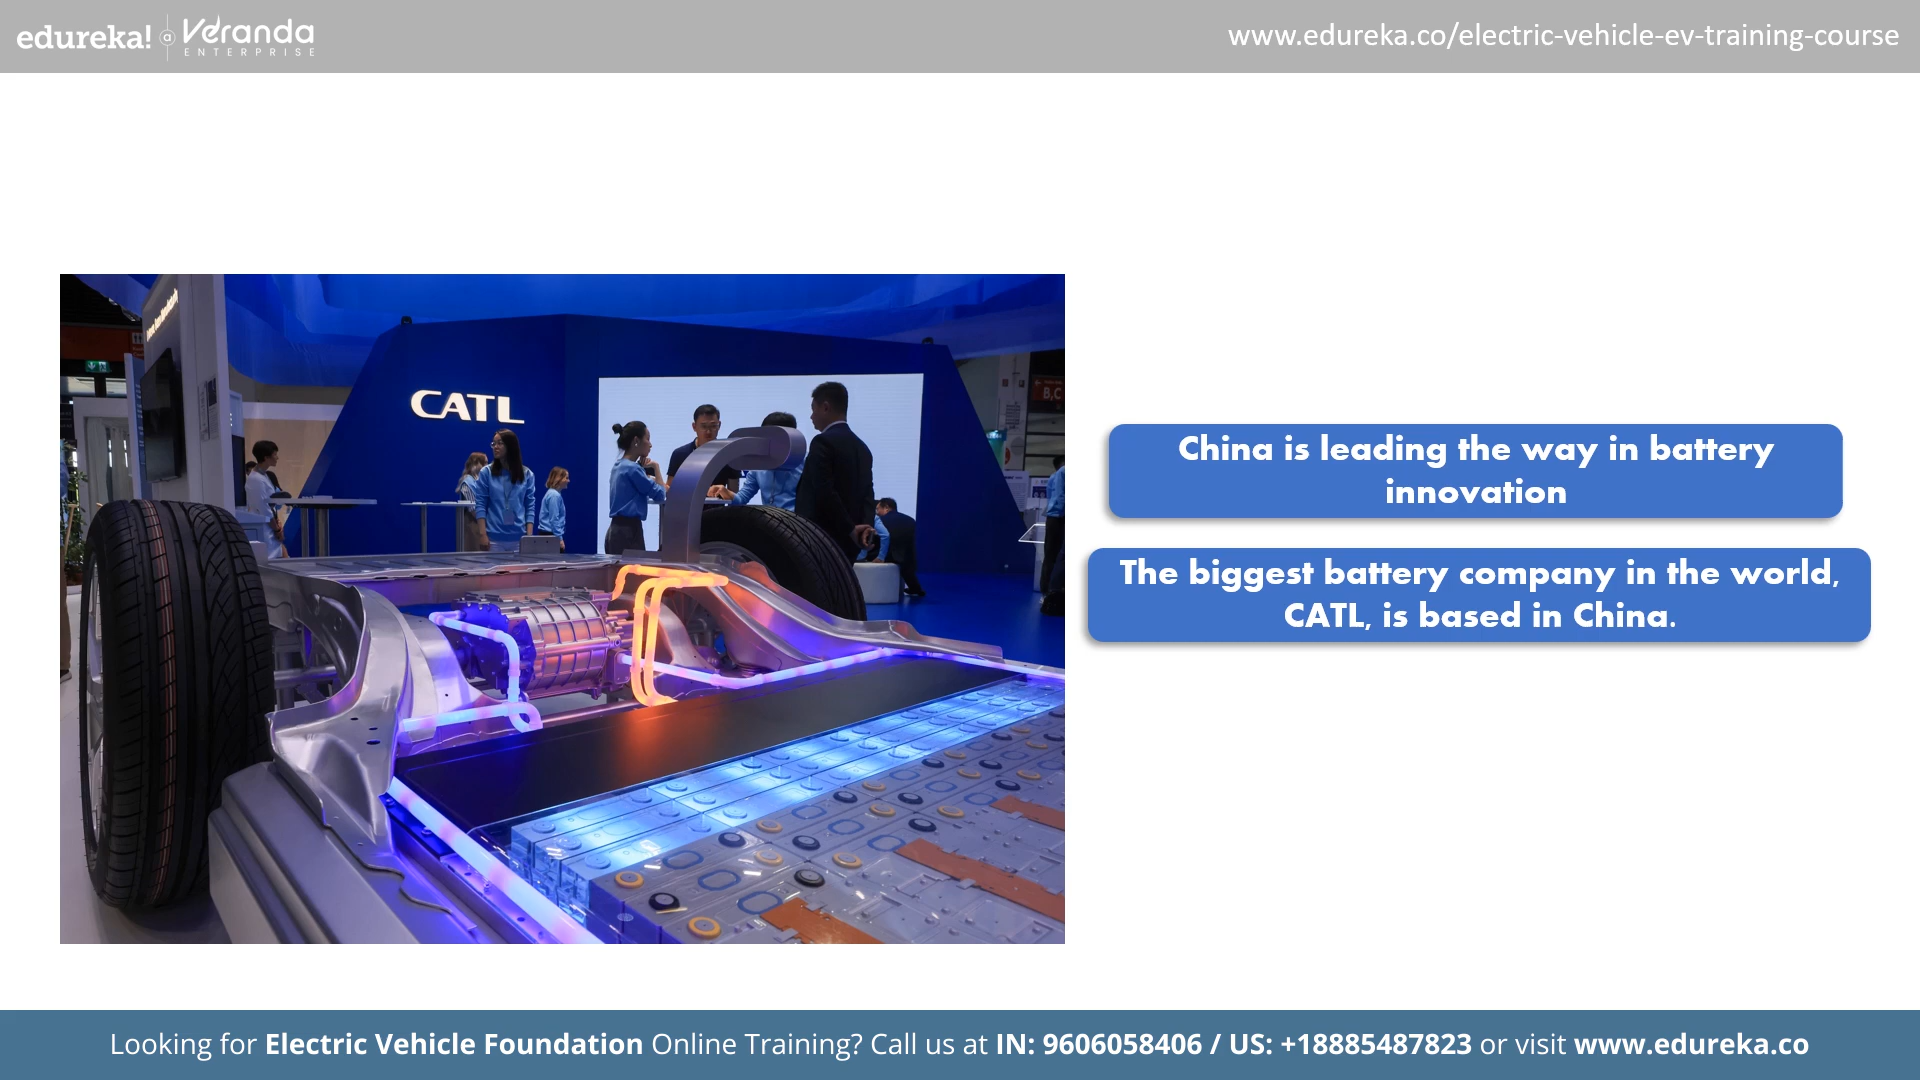 edureka! a Veranda
ENTERPRISE
www.edureka.co/electric-vehicle-ev-training-course
CATL
B,C
China is leading the way in battery
innovation
The biggest battery company in the world,
CATL, is based in China.
Looking for Electric Vehicle Foundation Online Training? Call us at IN: 9606058406 / US: +18885487823 or visit www.edureka.co